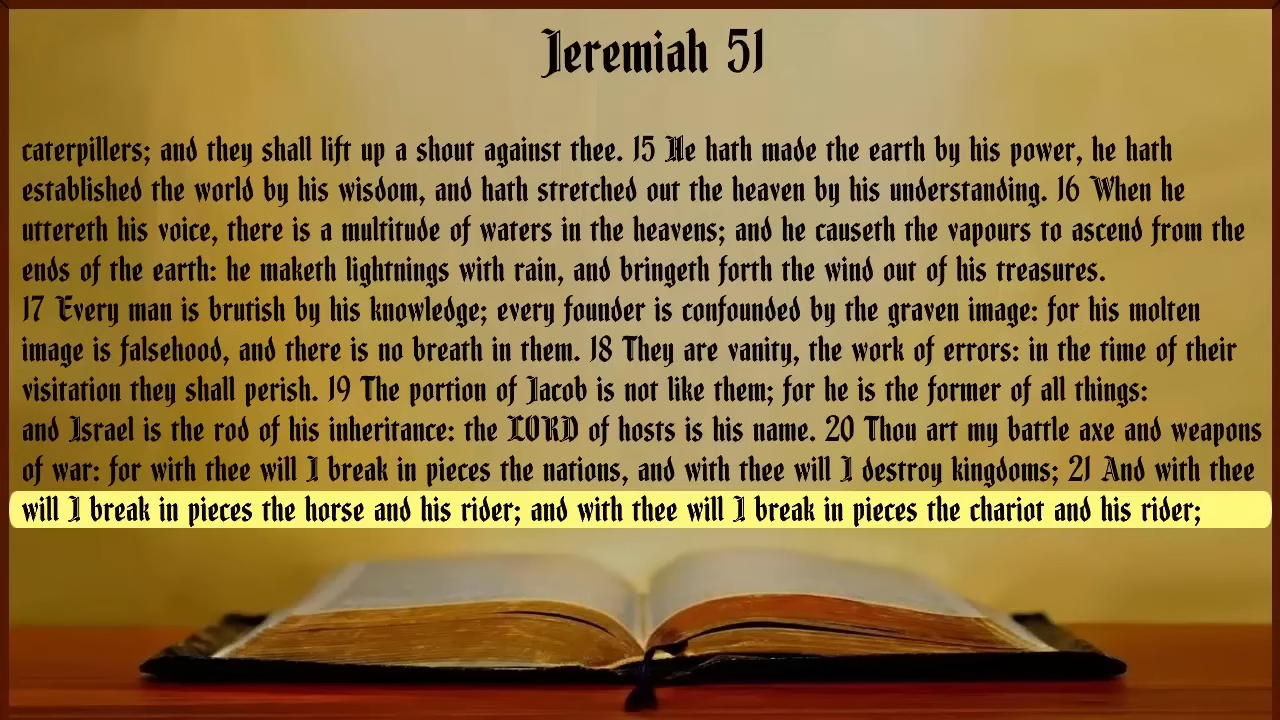 Jeremiah 51
caterpillers; and they shall lift up a shout against thee. 15 He hath made the earth by his power, he hath
established the world by his wisdom, and hath stretched out the heaven by his understanding. 16 When he
uttereth his voice, there is a multitude of waters in the heavens; and he causeth the vapours to ascend from the
ends of the earth: he maketh lightnings with rain, and bringeth forth the wind out of his treasures.
17 Every man is brutish by his knowledge; every founder is confounded by the graven image: for his molten
image is falsehood, and there is no breath in them. 18 They are vanity, the work of errors: in the time of their
visitation they shall perish. 19 The portion of Jacob is not like them; for he is the former of all things:
and Israel is the rod of his inheritance: the LORD of hosts is his name. 20 Thou art my battle axe and weapons
of war: for with thee will I break in pieces the nations, and with thee will I destroy kingdoms; 21 And with thee
will I break in pieces the horse and his rider; and with thee will I break in pieces the chariot and his rider;